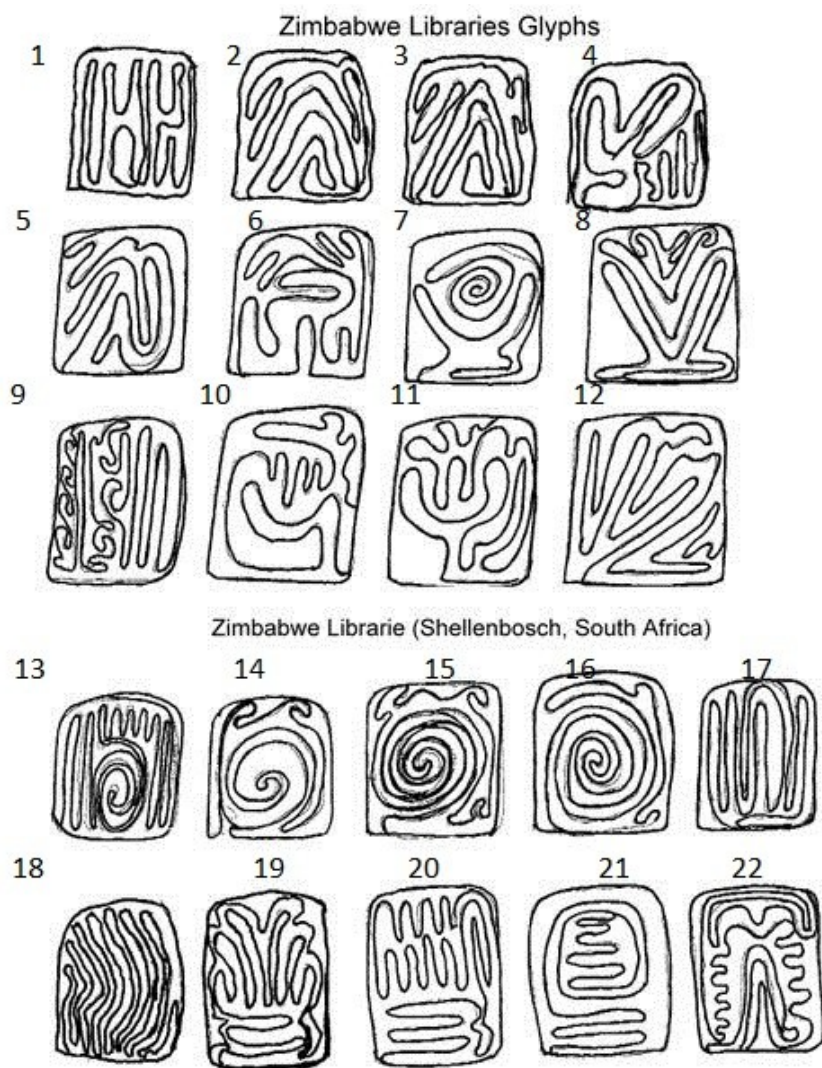 Zimbabwe Libraries Glyphs
1 2 3 4
5 6 7 8
9 10 11 12
Zimbabwe Librarie (Shellenbosch, South Africa)
13 14 15 16 17
18 19 20 21 22